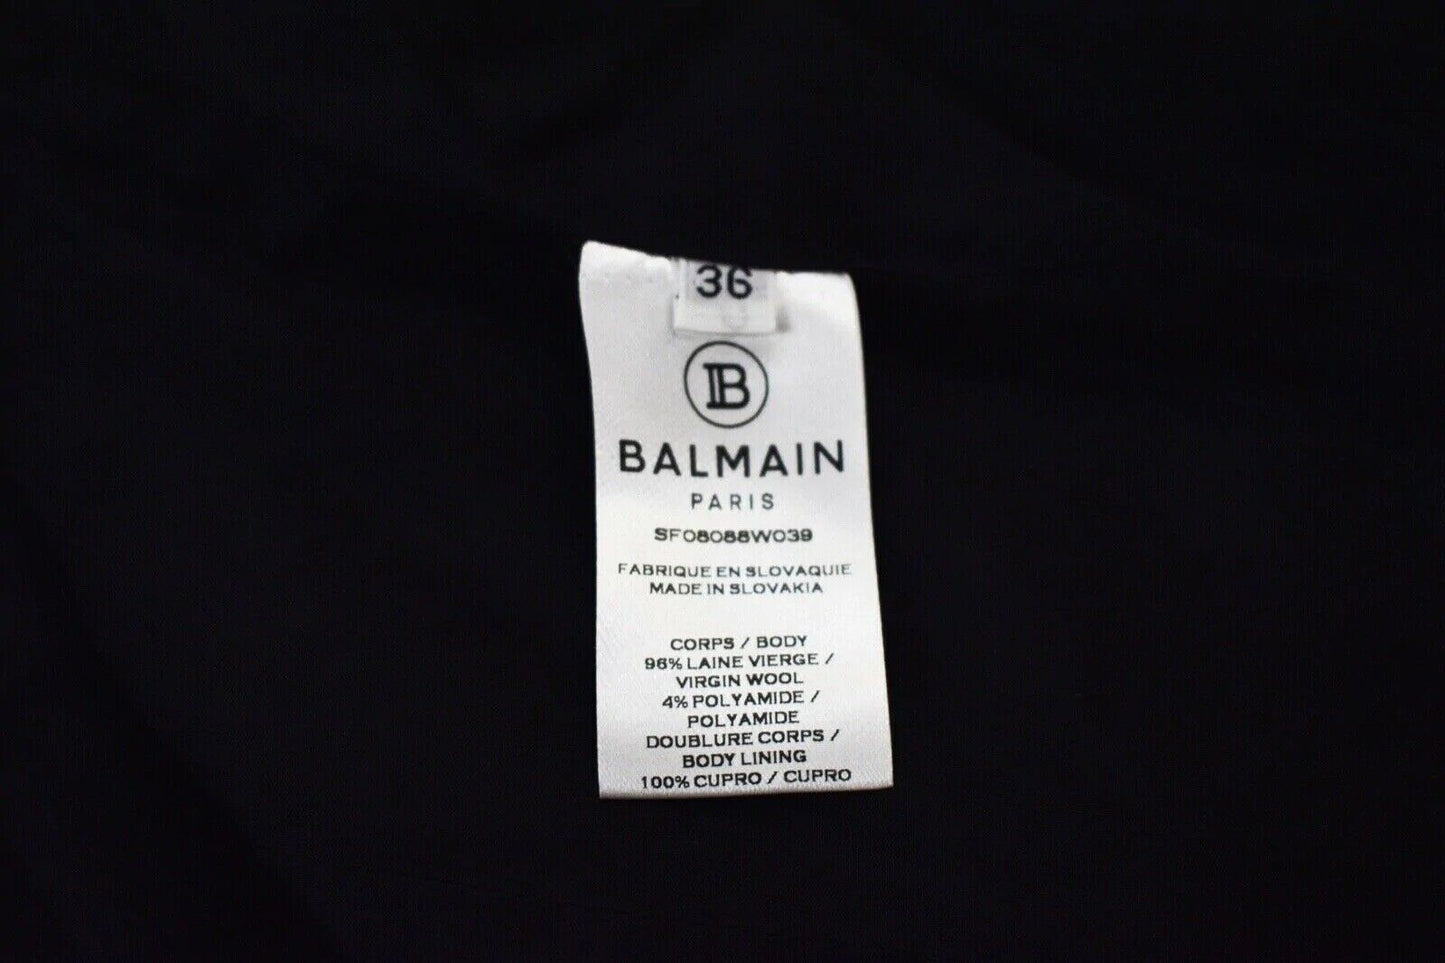 36
B
BALMAIN
PARIS
SF08088W039
FABRIQUE EN SLOVAQUIE
MADE IN SLOVAKIA
CORPS / BODY
96% LAINE VIERGE /
VIRGIN WOOL
4% POLYAMIDE /
POLYAMIDE
DOUBLURE CORPS /
BODY LINING
100% CUPRO / CUPRO